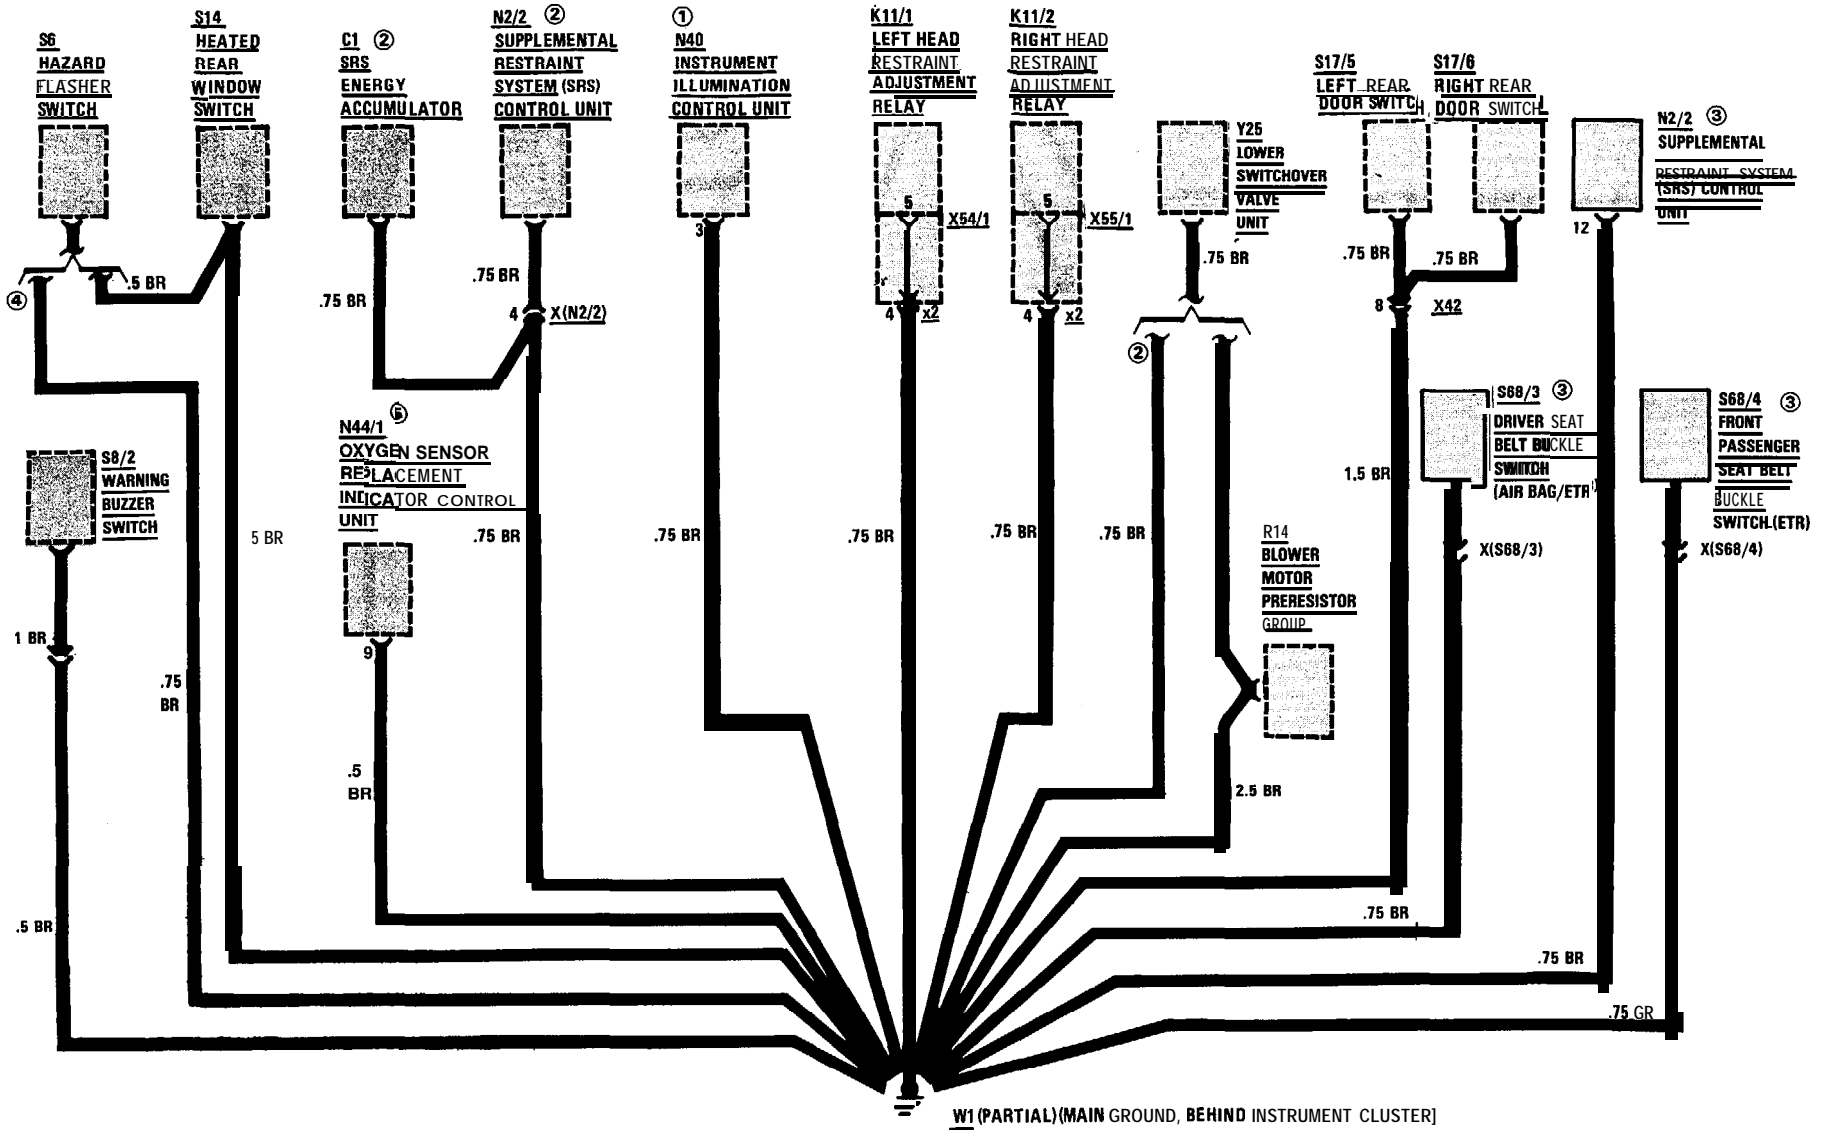 S6
HAZARD
FLASHER
SWITCH
S14
HEATED
REAR
WINDOW
SWITCH
C1 ②
SRS
ENERGY
ACCUMULATOR
N2/2 ②
SUPPLEMENTAL
RESTRAINT
SYSTEM (SRS)
CONTROL UNIT
①
N40
INSTRUMENT
ILLUMINATION
CONTROL UNIT
K11/1
LEFT HEAD
RESTRAINT
ADJUSTMENT
RELAY
K11/2
RIGHT HEAD
RESTRAINT
ADJUSTMENT
RELAY
Y25
LOWER
SWITCHOVER
VALVE
UNIT
S17/5
LEFT REAR
DOOR SWITCH
S17/6
RIGHT REAR
DOOR SWITCH
N2/2 ③
SUPPLEMENTAL
RESTRAINT SYSTEM
(SRS) CONTROL
UNIT
5
X54/1
5
X55/1
3
12
④
.5 BR
.75 BR
.75 BR
4
X(N2/2)
4
x2
4
x2
.75 BR
②
.75 BR
.75 BR
8
X42
S8/2
WARNING
BUZZER
SWITCH
N44/1 ⑤
OXYGEN SENSOR
REPLACEMENT
INDICATOR CONTROL
UNIT
S68/3 ③
DRIVER SEAT
BELT BUCKLE
SWITCH
(AIR BAG/ETR)
S68/4 ③
FRONT
PASSENGER
SEAT BELT
BUCKLE
SWITCH (ETR)
1.5 BR
5 BR
.75 BR
.75 BR
.75 BR
.75 BR
.75 BR
R14
BLOWER
MOTOR
PRERESISTOR
GROUP
X(S68/3)
X(S68/4)
1 BR
9
.75
BR
.5
BR
2.5 BR
.5 BR
.75 BR
.75 BR
.75 GR
W1 (PARTIAL) (MAIN GROUND, BEHIND INSTRUMENT CLUSTER]